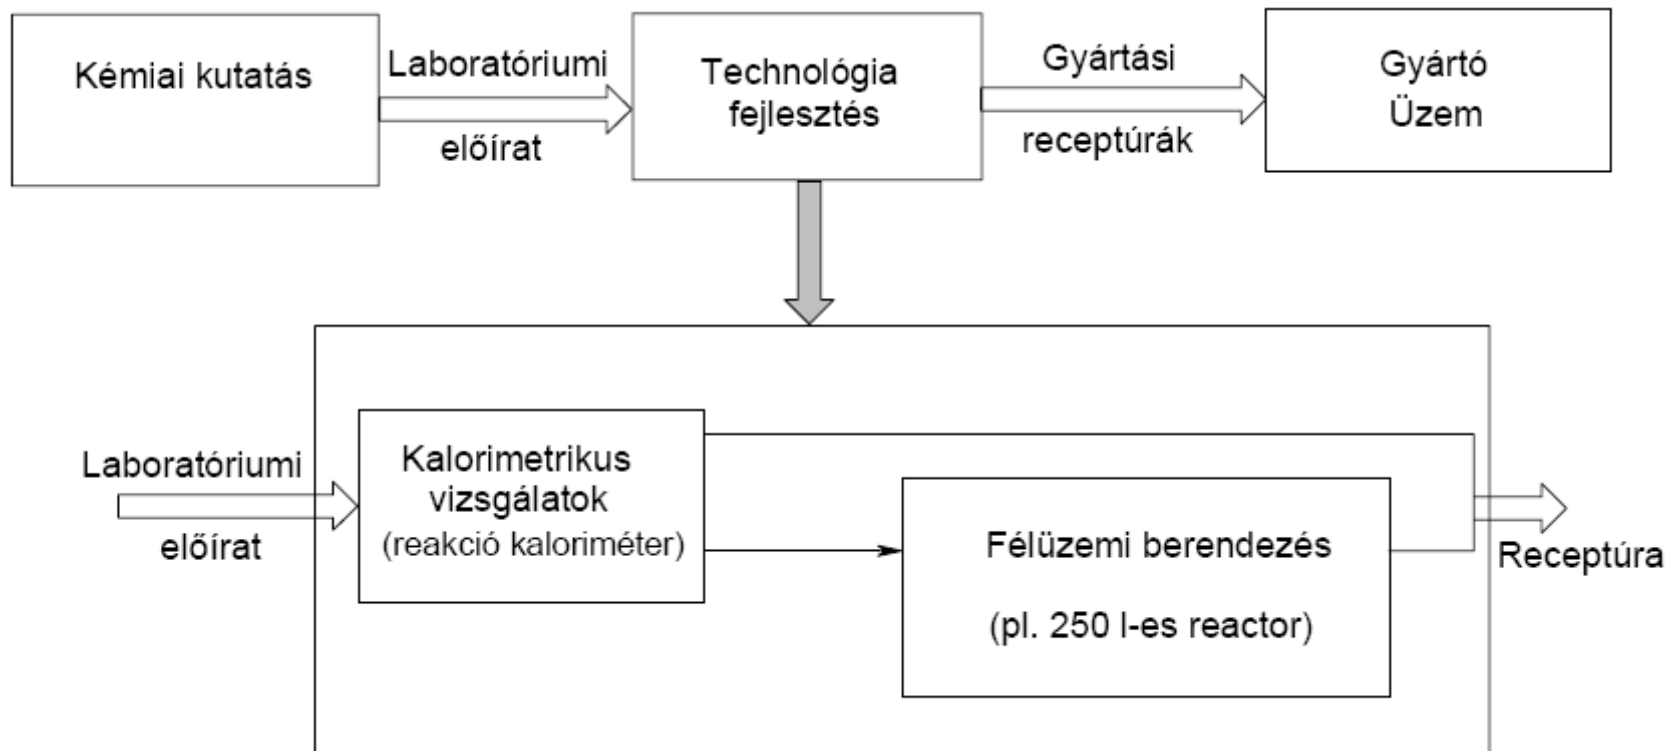 Kémiai kutatás
Laboratóriumi
előírat
Technológia
fejlesztés
Gyártási
receptúrák
Gyártó
Üzem
Laboratóriumi
előírat
Kalorimetrikus
vizsgálatok
(reakció kaloriméter)
Félüzemi berendezés
(pl. 250 l-es reactor)
Receptúra